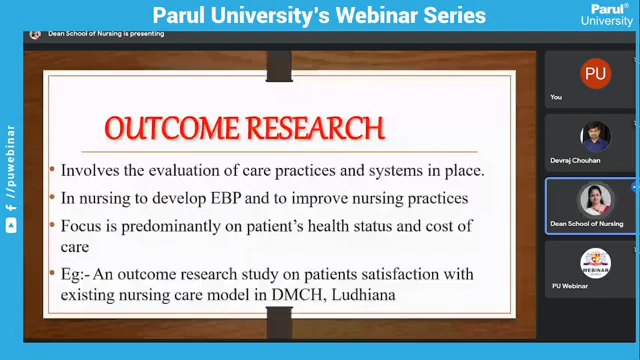 Parul University's Webinar Series
Parul®
University
Dean School of Nursing is presenting
OUTCOME RESEARCH
• Involves the evaluation of care practices and systems in place.
• In nursing to develop EBP and to improve nursing practices
• Focus is predominantly on patient's health status and cost of
care
• Eg:- An outcome research study on patients satisfaction with
existing nursing care model in DMCH, Ludhiana
PU
You
Devraj Chouhan
Dean School of Nursing
WEBINAR
PU Webinar
/puwebinar